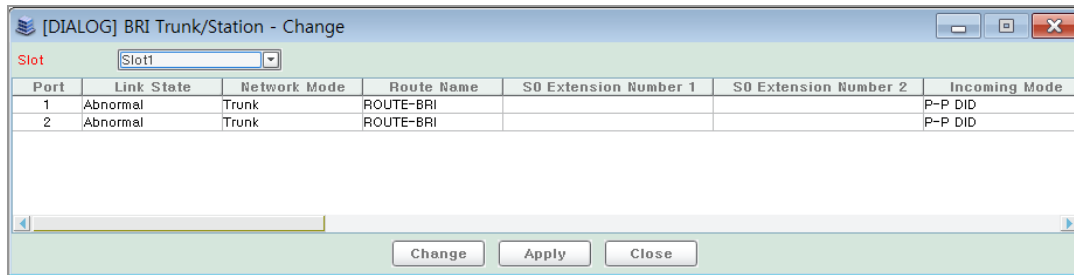 [DIALOG] BRI Trunk/Station - Change
Slot Slot1
Port Link State Network Mode Route Name S0 Extension Number 1 S0 Extension Number 2 Incoming Mode
1 Abnormal Trunk ROUTE-BRI P-P DID
2 Abnormal Trunk ROUTE-BRI P-P DID
Change Apply Close